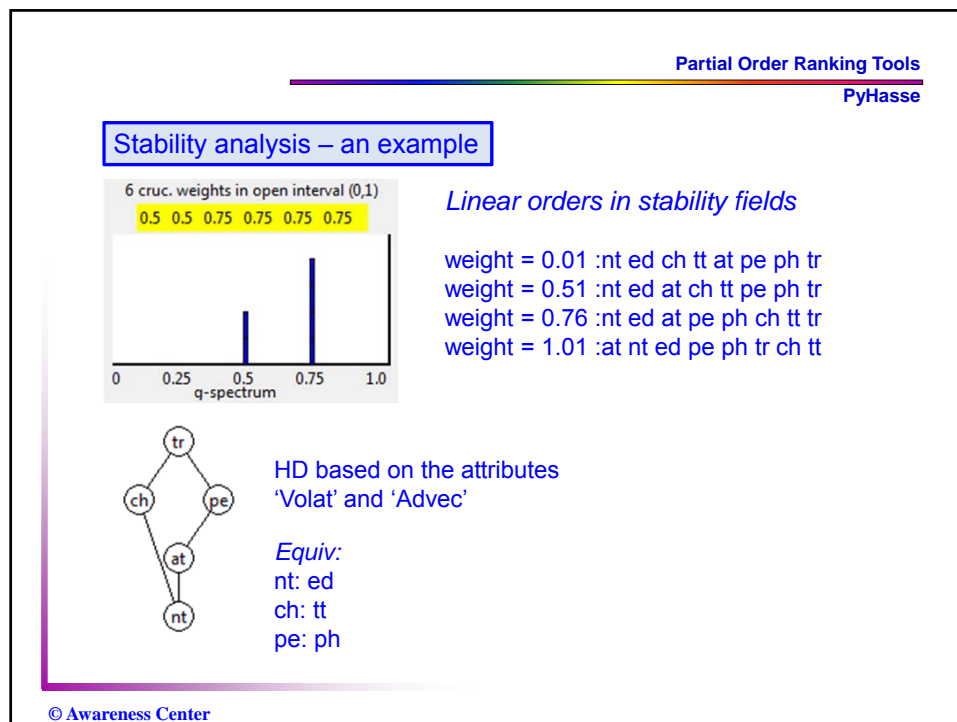 Partial Order Ranking Tools
PyHasse
Stability analysis – an example
6 cruc. weights in open interval (0,1)
0.5 0.5 0.75 0.75 0.75 0.75
0 0.25 0.5 0.75 1.0
q-spectrum
Linear orders in stability fields
weight = 0.01 :nt ed ch tt at pe ph tr
weight = 0.51 :nt ed at ch tt pe ph tr
weight = 0.76 :nt ed at pe ph ch tt tr
weight = 1.01 :at nt ed pe ph tr ch tt
tr
ch pe
at
nt
HD based on the attributes
‘Volat’ and ‘Advec’
Equiv:
nt: ed
ch: tt
pe: ph
© Awareness Center